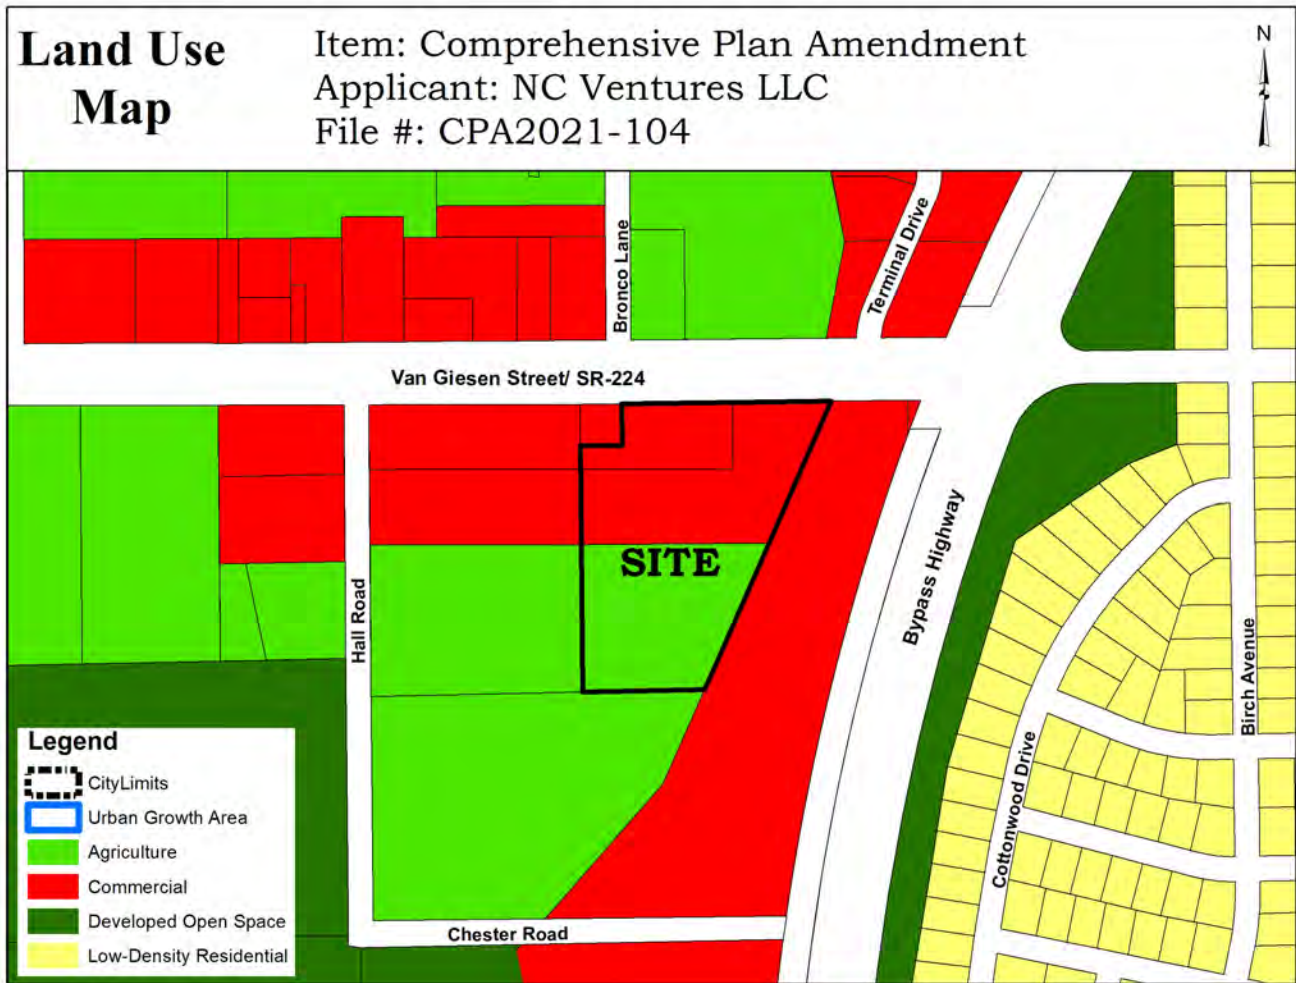 Land Use
Map
Item: Comprehensive Plan Amendment
Applicant: NC Ventures LLC
File #: CPA2021-104
N
Bronco Lane
Terminal Drive
Van Giesen Street/ SR-224
Hall Road
SITE
Bypass Highway
Birch Avenue
Cottonwood Drive
Chester Road
Legend
CityLimits
Urban Growth Area
Agriculture
Commercial
Developed Open Space
Low-Density Residential